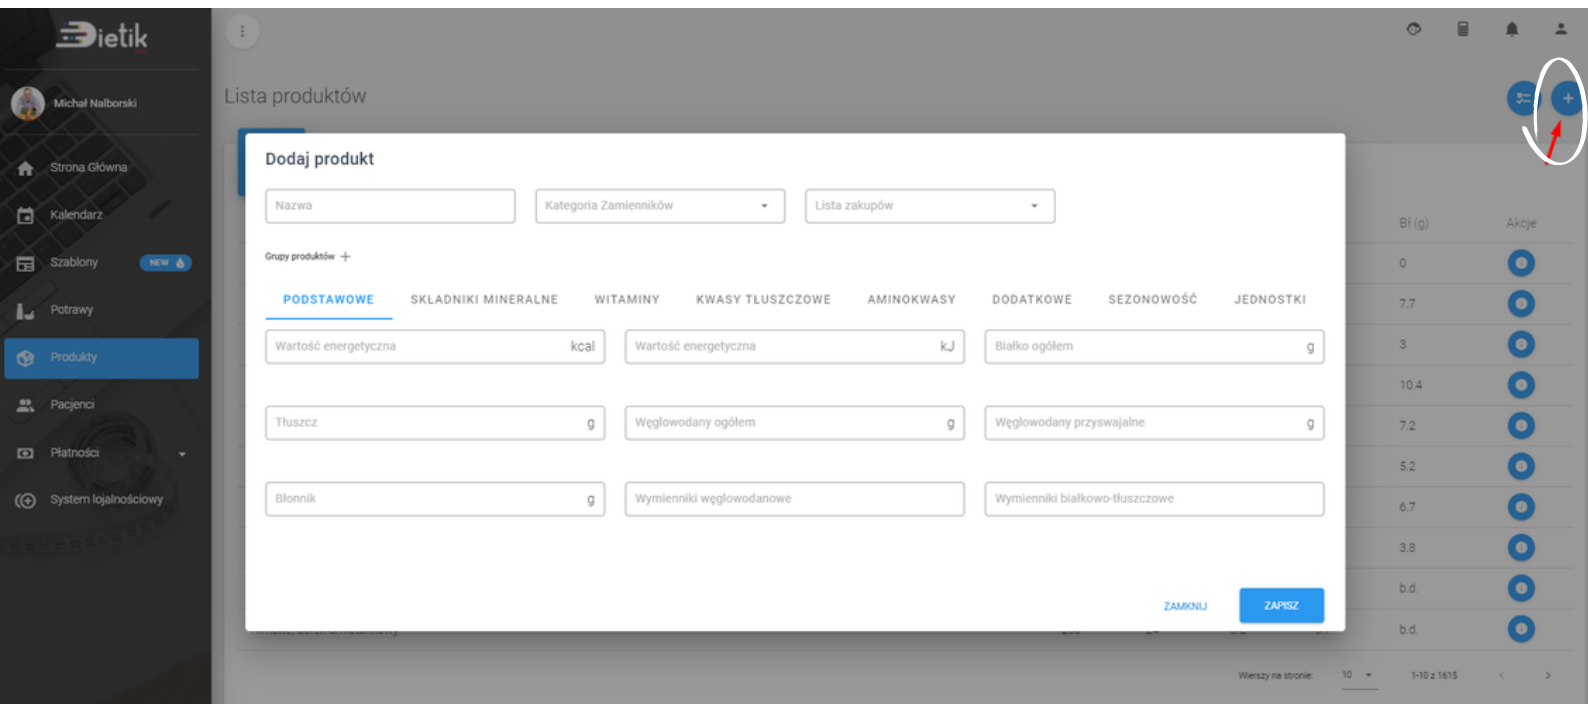 Dietik
Michał Nalborski
Strona Główna
Kalendarz
Szablony NEW
Potrawy
Produkty
Pacjenci
Płatności
System lojalnościowy
Lista produktów
Dodaj produkt
Nazwa Kategoria Zamienników Lista zakupów
Grupy produktów +
PODSTAWOWE SKŁADNIKI MINERALNE WITAMINY KWASY TŁUSZCZOWE AMINOKWASY DODATKOWE SEZONOWOŚĆ JEDNOSTKI
Wartość energetyczna kcal Wartość energetyczna kJ Białko ogółem g
Tłuszcz g Węglowodany ogółem g Węglowodany przyswajalne g
Błonnik g Wymienniki węglowodanowe Wymienniki białkowo-tłuszczowe
ZAMKNIJ ZAPISZ
Bł (g) Akcje
0
7.7
3
10.4
7.2
5.2
6.7
3.8
b.d.
b.d.
Wierszy na stronie: 10 1-10 z 1615